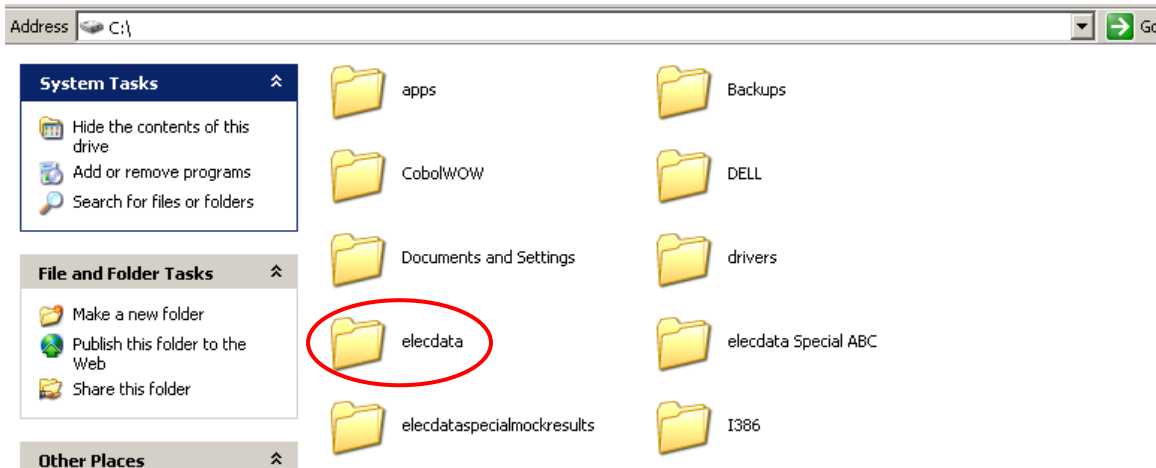 Address C:\ Go
System Tasks
Hide the contents of this
drive
Add or remove programs
Search for files or folders
File and Folder Tasks
Make a new folder
Publish this folder to the
Web
Share this folder
Other Places
apps Backups
CobolWOW DELL
Documents and Settings drivers
elecdata elecdata Special ABC
elecdataspecialmockresults I386